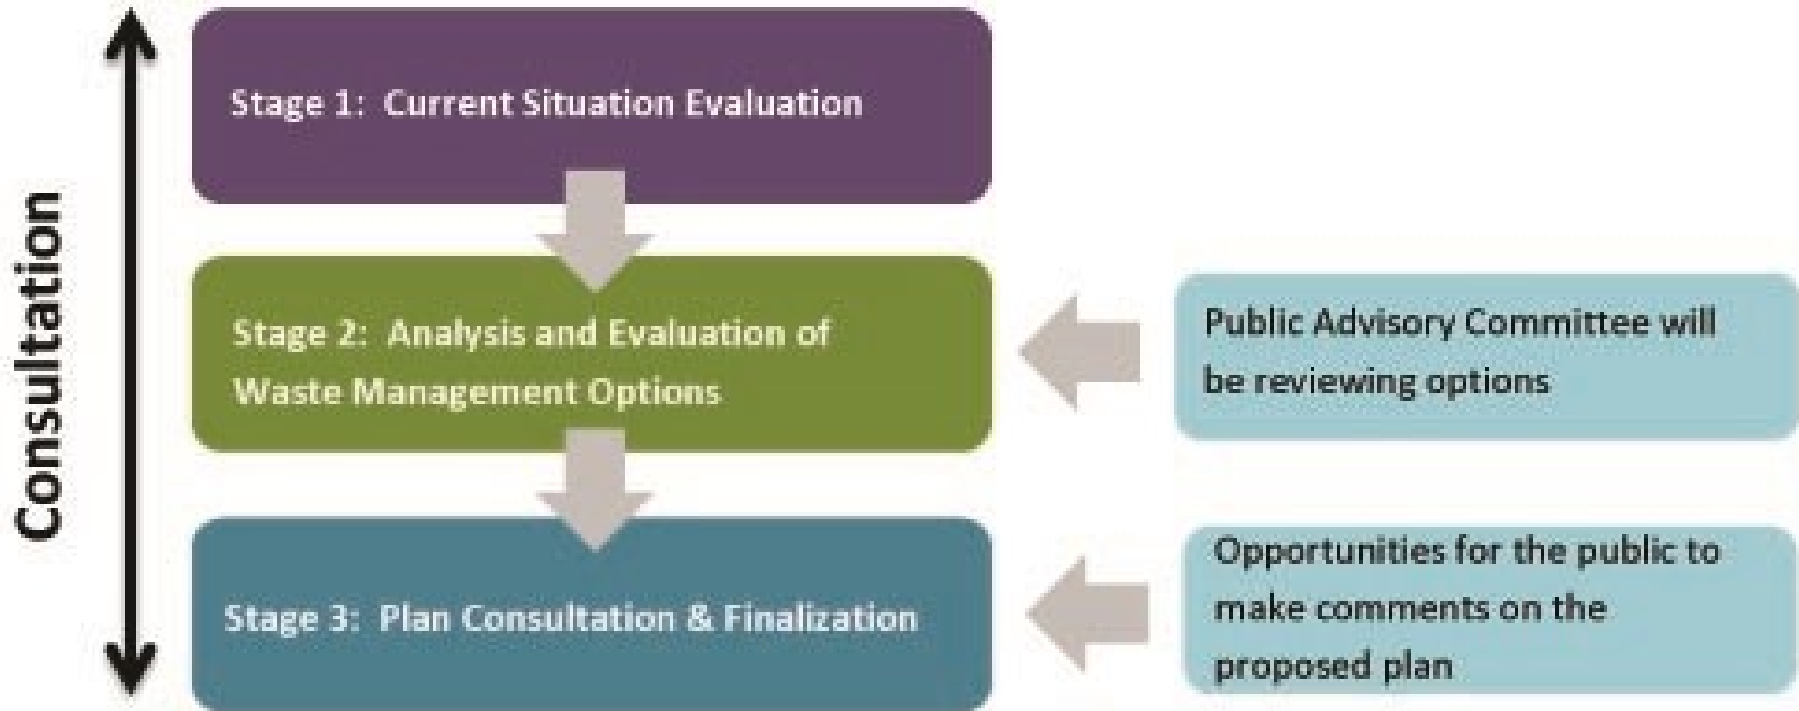 Consultation
Stage 1: Current Situation Evaluation
Stage 2: Analysis and Evaluation of
Waste Management Options
Public Advisory Committee will
be reviewing options
Stage 3: Plan Consultation & Finalization
Opportunities for the public to
make comments on the
proposed plan